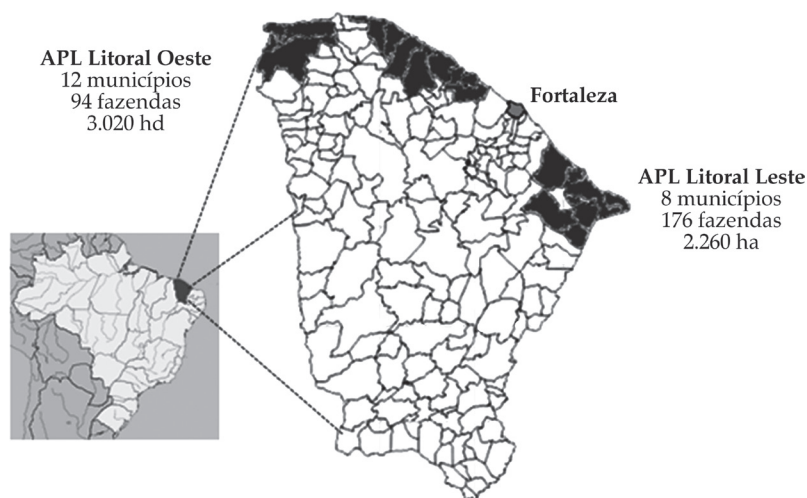 APL Litoral Oeste
12 municípios
94 fazendas
3.020 hd
Fortaleza
APL Litoral Leste
8 municípios
176 fazendas
2.260 ha